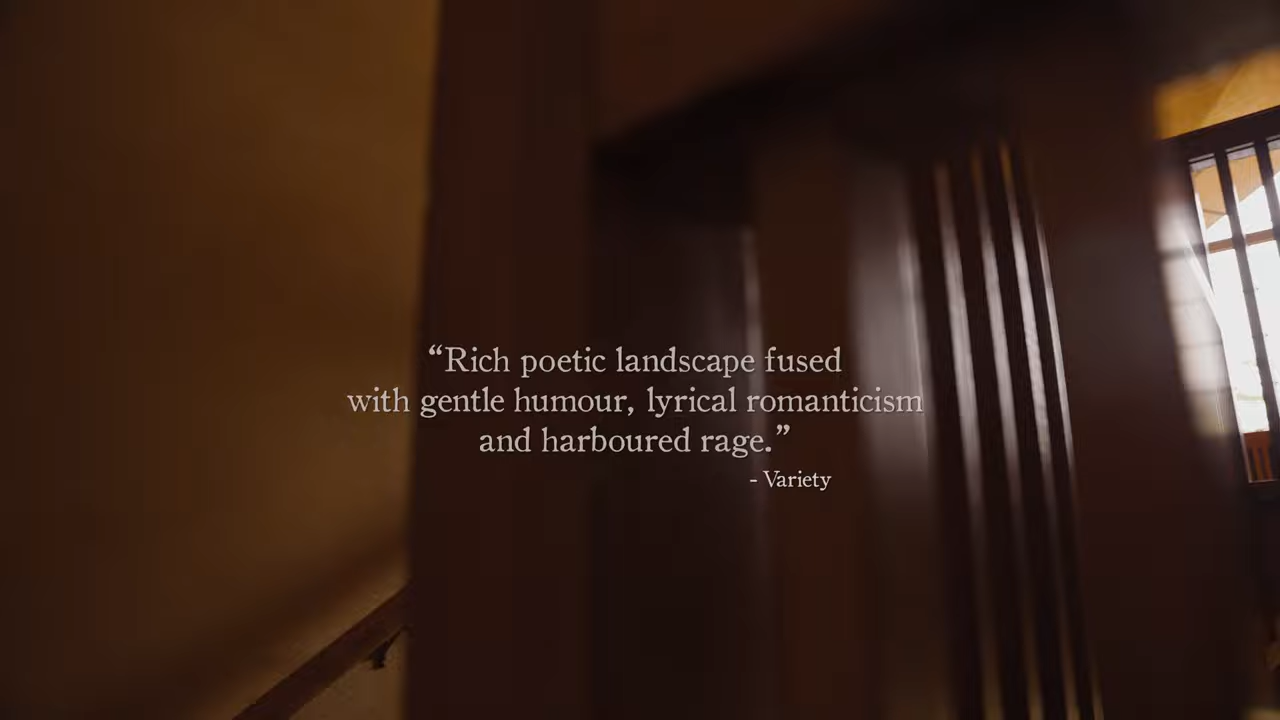 “Rich poetic landscape fused
with gentle humour, lyrical romanticism
and harboured rage.”
- Variety